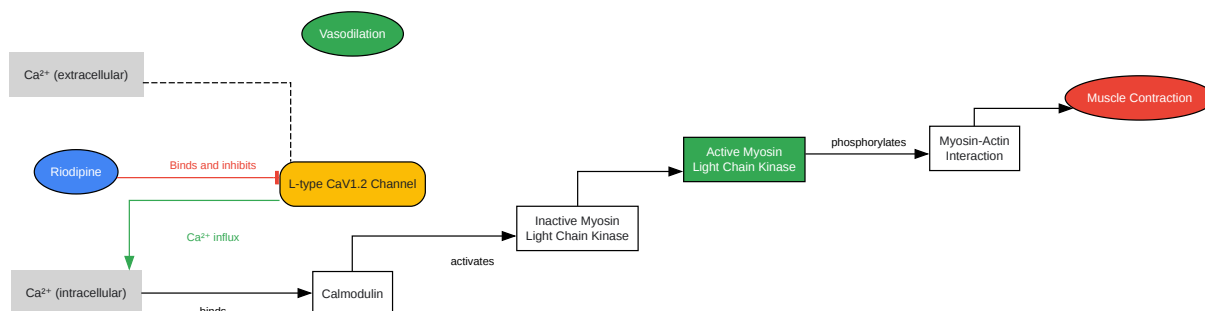 Vasodilation
Ca²⁺ (extracellular)
Muscle Contraction
Riodipine
Binds and inhibits
L-type CaV1.2 Channel
Active Myosin
Light Chain Kinase
phosphorylates
Myosin-Actin
Interaction
Ca²⁺ influx
Inactive Myosin
Light Chain Kinase
activates
Ca²⁺ (intracellular)
binds
Calmodulin